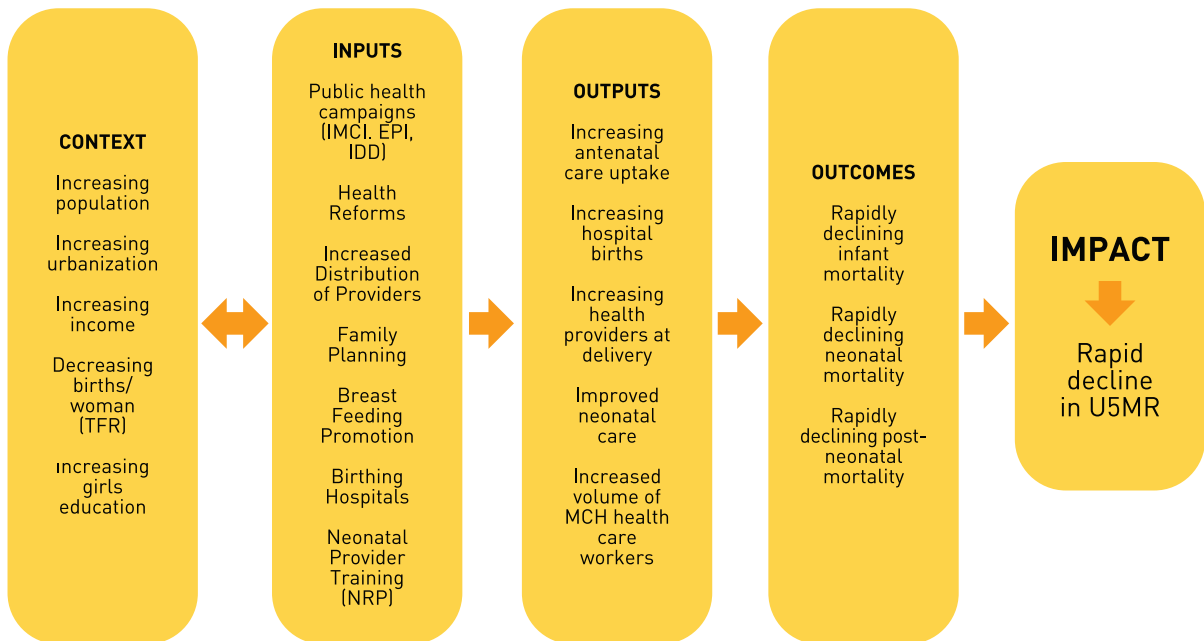 CONTEXT
Increasing
population
Increasing
urbanization
Increasing
income
Decreasing
births/
woman
(TFR)
Increasing
girls
education
INPUTS
Public health
campaigns
(IMCI. EPI,
IDD)
Health
Reforms
Increased
Distribution
of Providers
Family
Planning
Breast
Feeding
Promotion
Birthing
Hospitals
Neonatal
Provider
Training
(NRP)
OUTPUTS
Increasing
antenatal
care uptake
Increasing
hospital
births
Increasing
health
providers at
delivery
Improved
neonatal
care
Increased
volume of
MCH health
care
workers
OUTCOMES
Rapidly
declining
infant
mortality
Rapidly
declining
neonatal
mortality
Rapidly
declining post-
neonatal
mortality
IMPACT
Rapid
decline
in U5MR